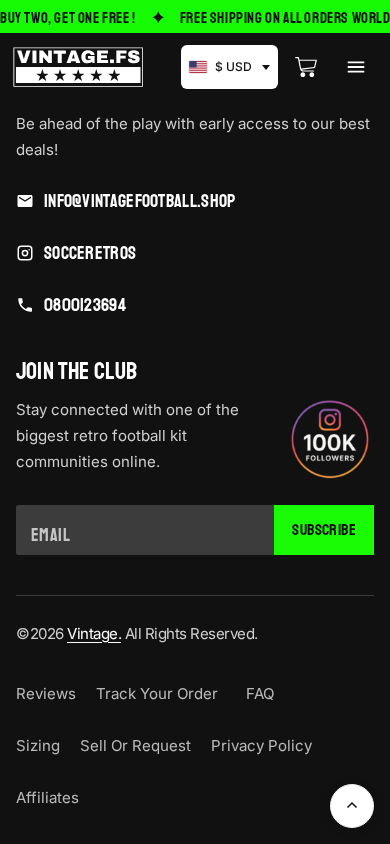 BUY TWO, GET ONE FREE! ✦ FREE SHIPPING ON ALL ORDERS WORLD
VINTAGE.FS
$ USD
Be ahead of the play with early access to our best
deals!
INFO@VINTAGEFOOTBALL.SHOP
SOCCERETROS
0800123694
JOIN THE CLUB
Stay connected with one of the
biggest retro football kit
communities online.
100K
FOLLOWERS
EMAIL
SUBSCRIBE
©2026 Vintage. All Rights Reserved.
Reviews Track Your Order FAQ
Sizing Sell Or Request Privacy Policy
Affiliates